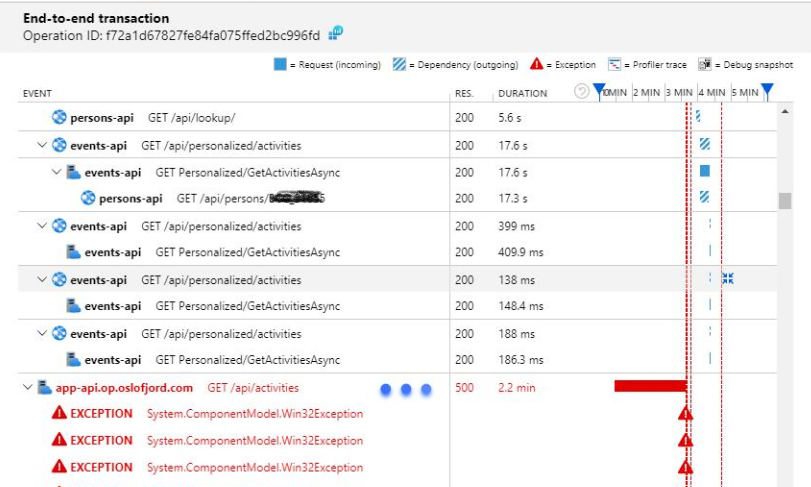 End-to-end transaction
Operation ID: f72a1d67827fe84fa075ffed2bc996fd
= Request (incoming) = Dependency (outgoing) = Exception = Profiler trace = Debug snapshot
EVENT RES. DURATION 2 MIN 3 MIN 4 MIN 5 MIN
persons-api GET /api/lookup/ 200 5.6 s
events-api GET /api/personalized/activities 200 17.6 s
events-api GET Personalized/GetActivitiesAsync 200 17.6 s
persons-api GET /api/persons/ 200 17.3 s
events-api GET /api/personalized/activities 200 399 ms
events-api GET Personalized/GetActivitiesAsync 200 409.9 ms
events-api GET /api/personalized/activities 200 138 ms
events-api GET Personalized/GetActivitiesAsync 200 148.4 ms
events-api GET /api/personalized/activities 200 188 ms
events-api GET Personalized/GetActivitiesAsync 200 186.3 ms
app-api.op.oslofjord.com GET /api/activities 500 2.2 min
EXCEPTION System.ComponentModel.Win32Exception
EXCEPTION System.ComponentModel.Win32Exception
EXCEPTION System.ComponentModel.Win32Exception